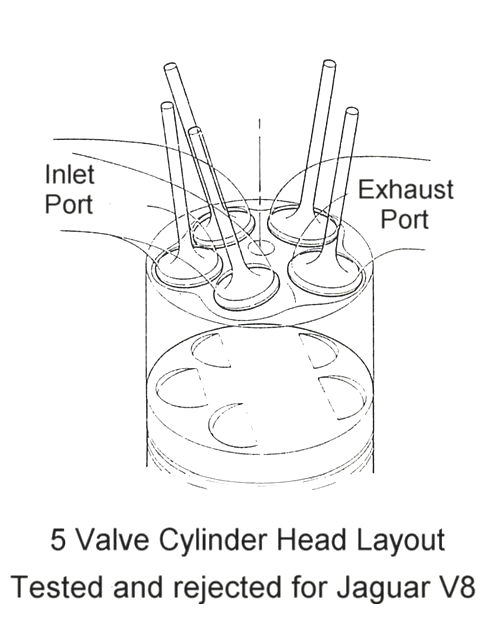 Inlet
Port
Exhaust
Port
5 Valve Cylinder Head Layout
Tested and rejected for Jaguar V8